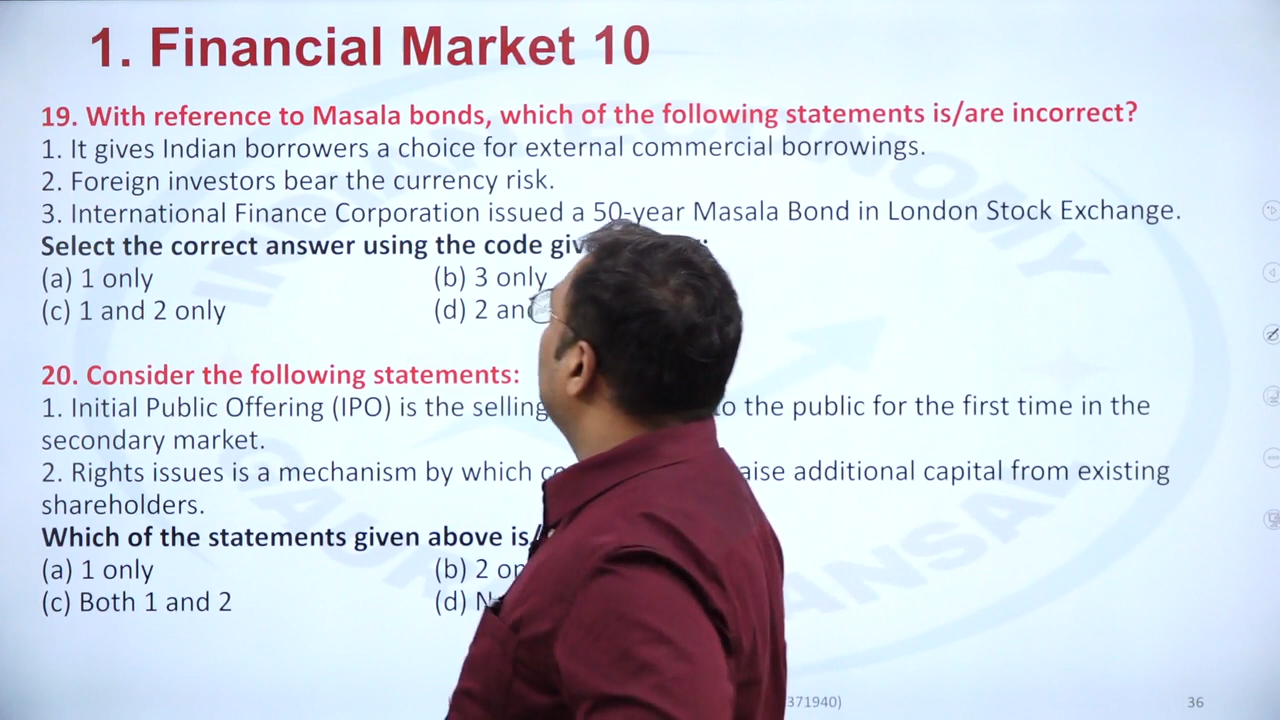 1. Financial Market 10
19. With reference to Masala bonds, which of the following statements is/are incorrect?
1. It gives Indian borrowers a choice for external commercial borrowings.
2. Foreign investors bear the currency risk.
3. International Finance Corporation issued a 50-year Masala Bond in London Stock Exchange.
Select the correct answer using the code
(a) 1 only (b) 3 only
(c) 1 and 2 only (d) 2
20. Consider the following statements:
1. Initial Public Offering (IPO) is the selling to the public for the first time in the
secondary market.
2. Rights issues is a mechanism by which additional capital from existing
shareholders.
Which of the statements given above
(a) 1 only (b) 2
(c) Both 1 and 2 (d)
INDIAN ECONOMY
371940)
36